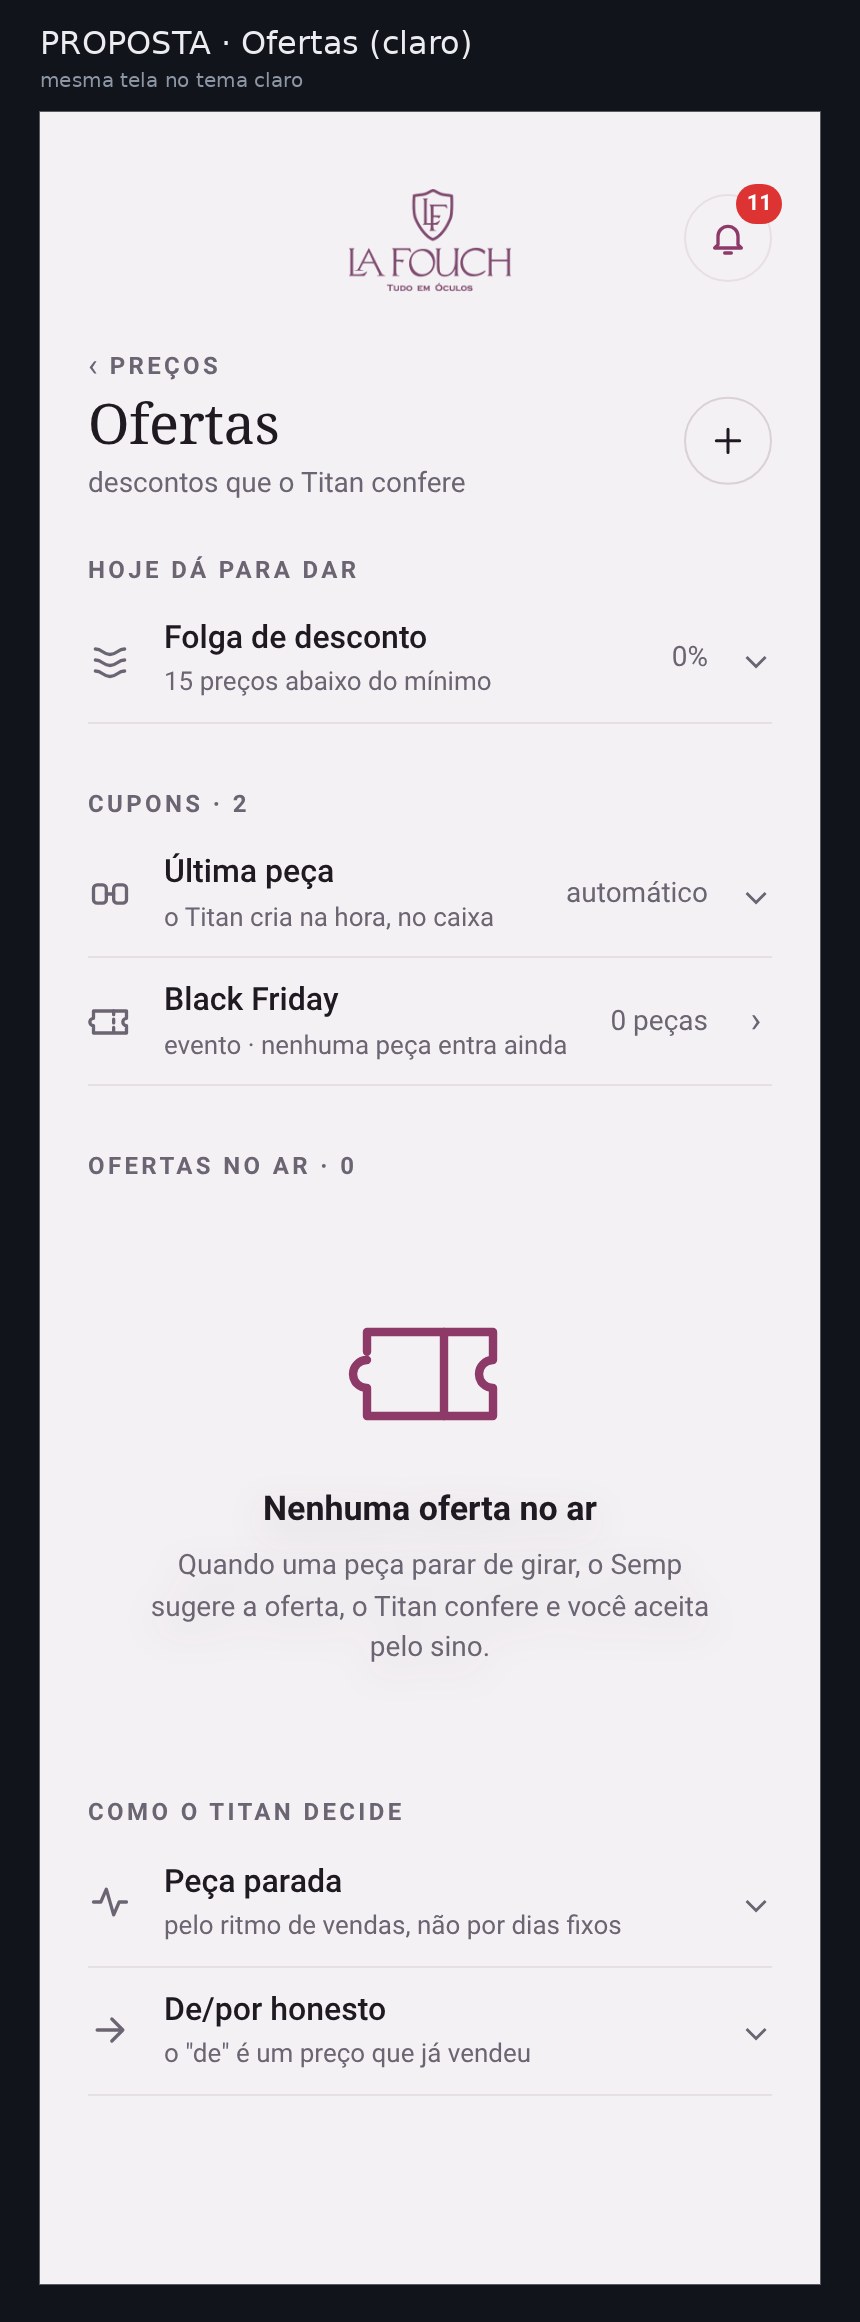 PROPOSTA · Ofertas (claro)
mesma tela no tema claro
LF
LA FOUCH
TUDO EM ÓCULOS
11
‹ PREÇOS
Ofertas
+
descontos que o Titan confere
HOJE DÁ PARA DAR
Folga de desconto
0%
15 preços abaixo do mínimo
CUPONS · 2
Última peça
automático
o Titan cria na hora, no caixa
Black Friday
0 peças ›
evento · nenhuma peça entra ainda
OFERTAS NO AR · 0
Nenhuma oferta no ar
Quando uma peça parar de girar, o Semp
sugere a oferta, o Titan confere e você aceita
pelo sino.
COMO O TITAN DECIDE
Peça parada
pelo ritmo de vendas, não por dias fixos
De/por honesto
o "de" é um preço que já vendeu